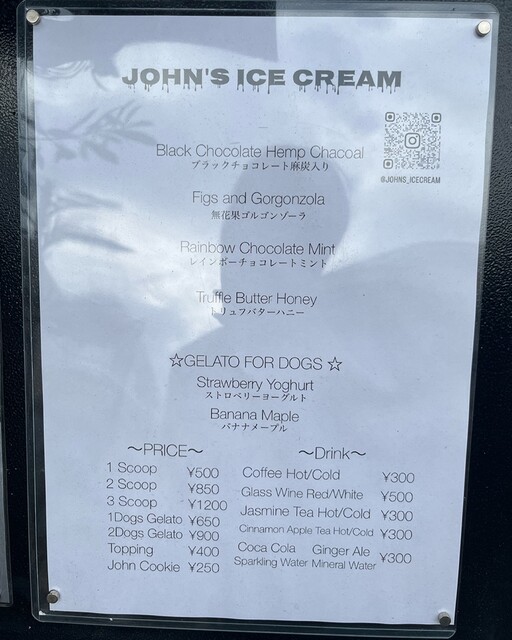 JOHN'S ICE CREAM
@JOHNS_ICECREAM
Black Chocolate Hemp Chacoal
ブラックチョコレート麻炭入り
Figs and Gorgonzola
無花果ゴルゴンゾーラ
Rainbow Chocolate Mint
レインボーチョコレートミント
Truffle Butter Honey
トリュフバターハニー
☆GELATO FOR DOGS ☆
Strawberry Yoghurt
ストロベリーヨーグルト
Banana Maple
バナナメープル
〜PRICE〜
1 Scoop ¥500
2 Scoop ¥850
3 Scoop ¥1200
1Dogs Gelato ¥650
2Dogs Gelato ¥900
Topping ¥400
John Cookie ¥250
〜Drink〜
Coffee Hot/Cold ¥300
Glass Wine Red/White ¥500
Jasmine Tea Hot/Cold ¥300
Cinnamon Apple Tea Hot/Cold ¥300
Coca Cola Ginger Ale ¥300
Sparkling Water Mineral Water